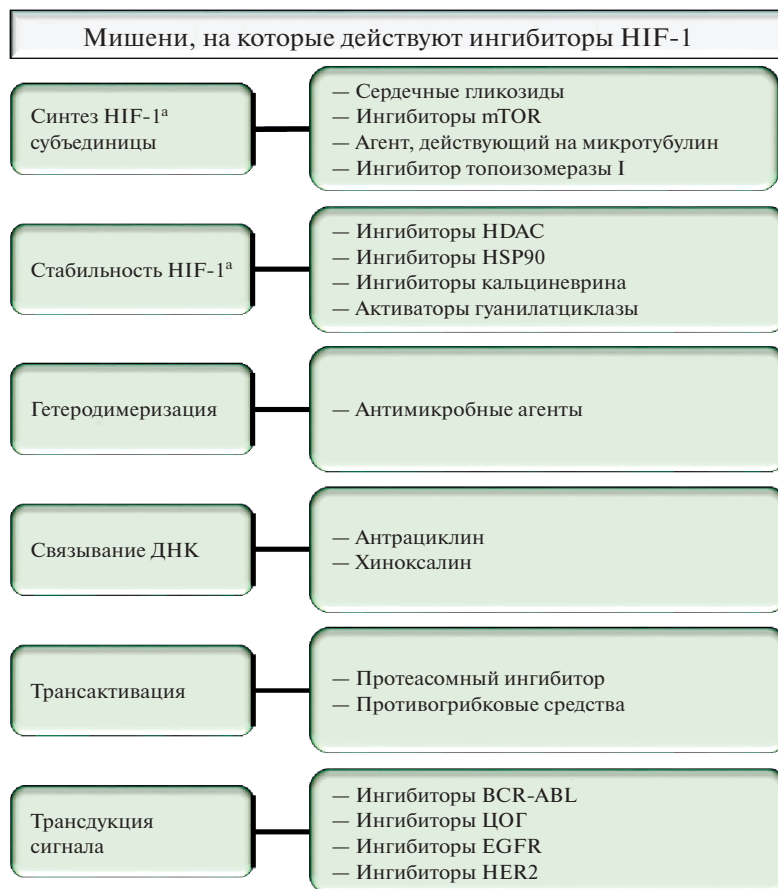 Мишени, на которые действуют ингибиторы HIF-1
Синтез HIF-1ª
субъединицы
— Сердечные гликозиды
— Ингибиторы mTOR
— Агент, действующий на микротубулин
— Ингибитор топоизомеразы I
Стабильность HIF-1ª
— Ингибиторы HDAC
— Ингибиторы HSP90
— Ингибиторы кальциневрина
— Активаторы гуанилатциклазы
Гетеродимеризация
— Антимикробные агенты
Связывание ДНК
— Антрациклин
— Хиноксалин
Трансактивация
— Протеасомный ингибитор
— Противогрибковые средства
Трансдукция
сигнала
— Ингибиторы BCR-ABL
— Ингибиторы ЦОГ
— Ингибиторы EGFR
— Ингибиторы HER2